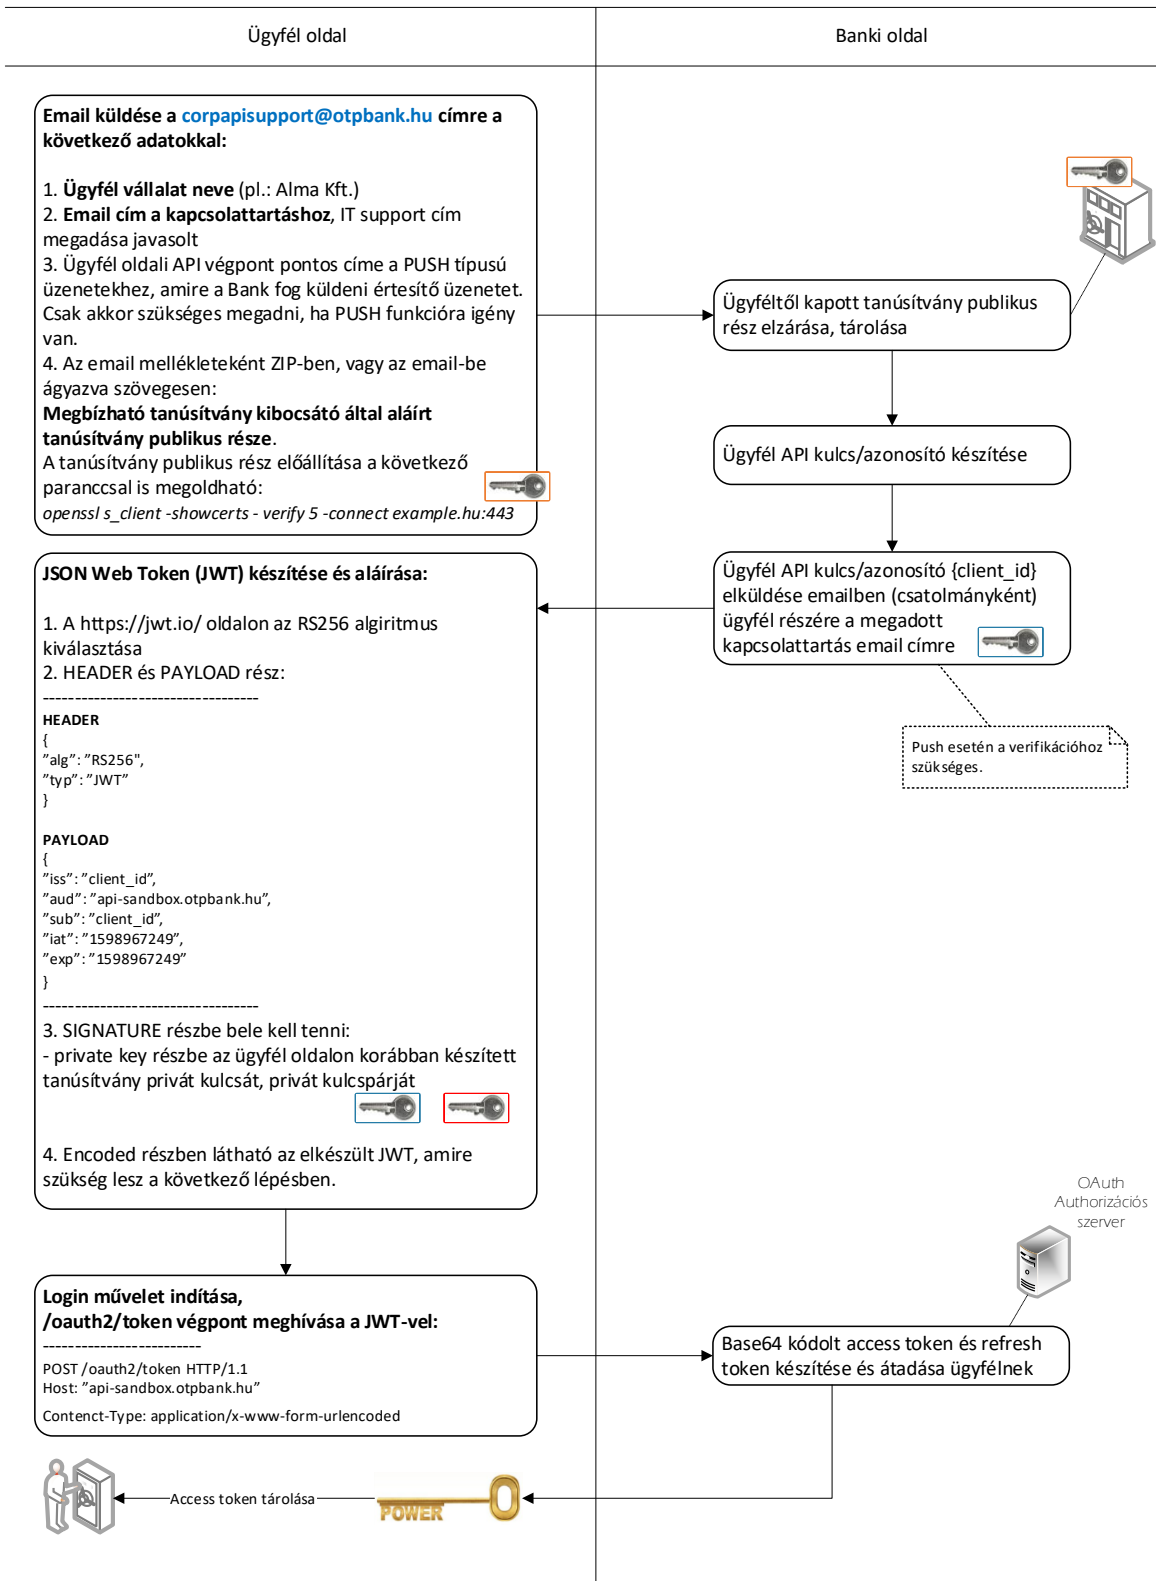 Ügyfél oldal
Banki oldal
Email küldése a corpapisupport@otpbank.hu címre a
következő adatokkal:
1. Ügyfél vállalat neve (pl.: Alma Kft.)
2. Email cím a kapcsolattartáshoz, IT support cím
megadása javasolt
3. Ügyfél oldali API végpont pontos címe a PUSH típusú
üzenetekhez, amire a Bank fog küldeni értesítő üzenetet.
Csak akkor szükséges megadni, ha PUSH funkcióra igény
van.
4. Az email mellékleteként ZIP-ben, vagy az email-be
ágyazva szövegesen:
Megbízható tanúsítvány kibocsátó által aláírt
tanúsítvány publikus része.
A tanúsítvány publikus rész előállítása a következő
paranccsal is megoldható:
openssl s_client -showcerts - verify 5 -connect example.hu:443
Ügyféltől kapott tanúsítvány publikus
rész elzárása, tárolása
Ügyfél API kulcs/azonosító készítése
Ügyfél API kulcs/azonosító {client_id}
elküldése emailben (csatolmányként)
ügyfél részére a megadott
kapcsolattartás email címre
Push esetén a verifikációhoz
szükséges.
JSON Web Token (JWT) készítése és aláírása:
1. A https://jwt.io/ oldalon az RS256 algiritmus
kiválasztása
2. HEADER és PAYLOAD rész:
----------------------------------
HEADER
{
”alg”: ”RS256",
”typ”: ”JWT”
}
PAYLOAD
{
”iss”: ”client_id”,
”aud”: ”api-sandbox.otpbank.hu”,
”sub”: ”client_id”,
”iat”: ”1598967249”,
”exp”: ”1598967249”
}
----------------------------------
3. SIGNATURE részbe bele kell tenni:
- private key részbe az ügyfél oldalon korábban készített
tanúsítvány privát kulcsát, privát kulcspárját
4. Encoded részben látható az elkészült JWT, amire
szükség lesz a következő lépésben.
OAuth
Authorizációs
szerver
Login művelet indítása,
/oauth2/token végpont meghívása a JWT-vel:
-------------------------
POST /oauth2/token HTTP/1.1
Host: ”api-sandbox.otpbank.hu”
Contenct-Type: application/x-www-form-urlencoded
Base64 kódolt access token és refresh
token készítése és átadása ügyfélnek
Access token tárolása
POWER